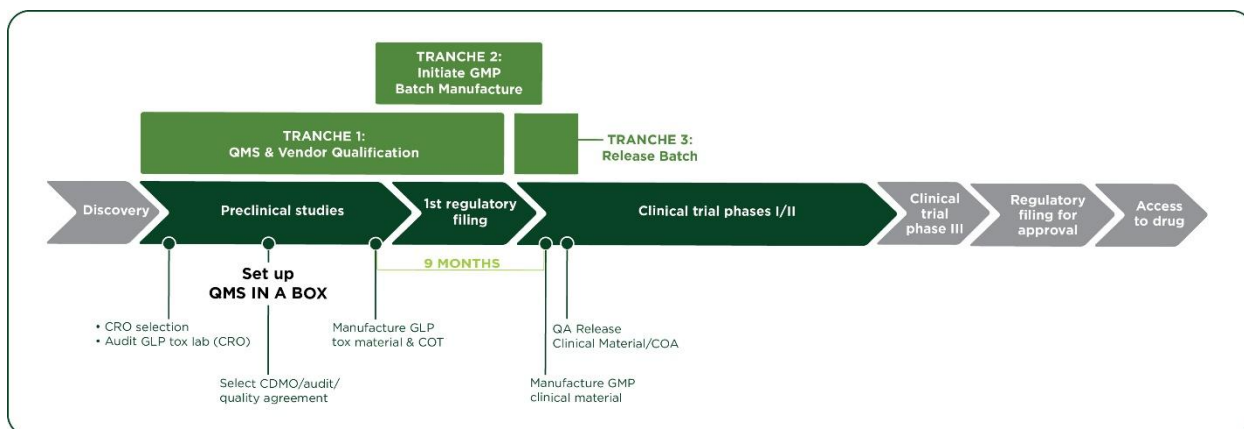 TRANCHE 2:
Initiate GMP
Batch Manufacture
TRANCHE 1:
QMS & Vendor Qualification
TRANCHE 3:
Release Batch
Discovery
Preclinical studies
1st regulatory
filing
Clinical trial phases I/II
Clinical
trial
phase III
Regulatory
filing for
approval
Access
to drug
9 MONTHS
Set up
QMS IN A BOX
• CRO selection
• Audit GLP tox lab (CRO)
Manufacture GLP
tox material & COT
QA Release
Clinical Material/COA
Select CDMO/audit/
quality agreement
Manufacture GMP
clinical material